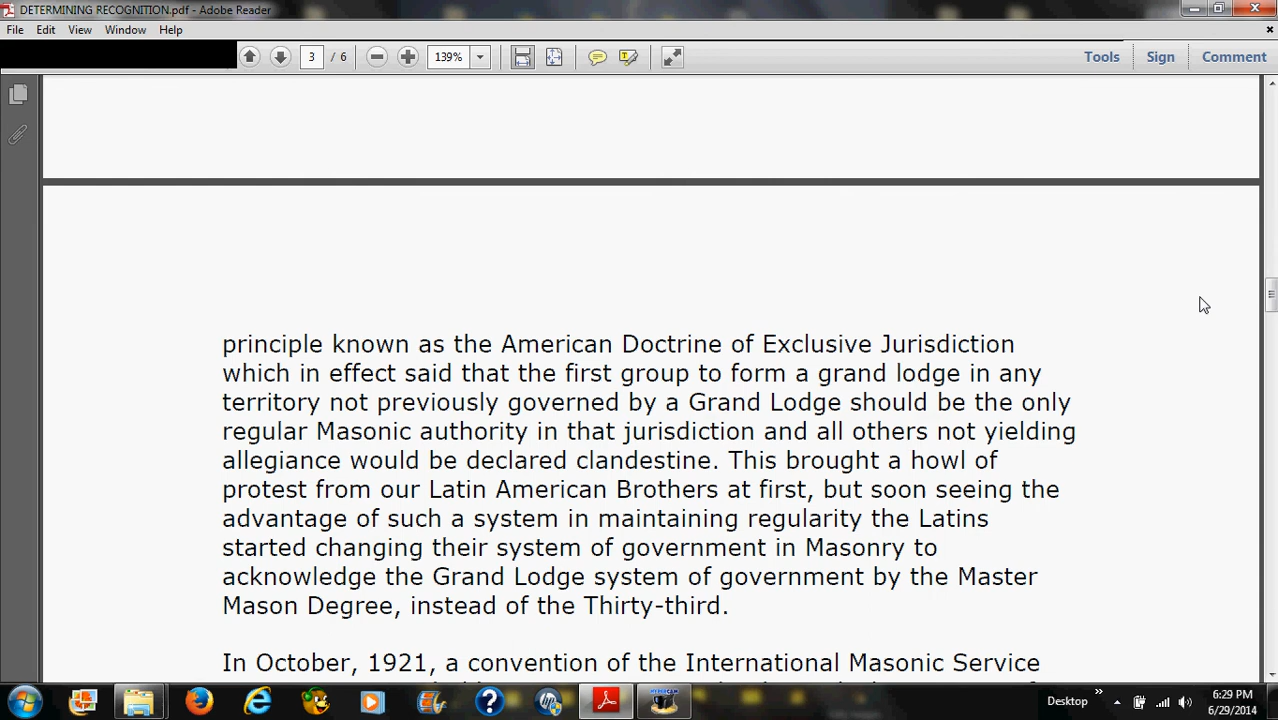 DETERMINING RECOGNITION.pdf - Adobe Reader
File Edit View Window Help
3 / 6 139% Tools Sign Comment
principle known as the American Doctrine of Exclusive Jurisdiction
which in effect said that the first group to form a grand lodge in any
territory not previously governed by a Grand Lodge should be the only
regular Masonic authority in that jurisdiction and all others not yielding
allegiance would be declared clandestine. This brought a howl of
protest from our Latin American Brothers at first, but soon seeing the
advantage of such a system in maintaining regularity the Latins
started changing their system of government in Masonry to
acknowledge the Grand Lodge system of government by the Master
Mason Degree, instead of the Thirty-third.
In October, 1921, a convention of the International Masonic Service
Desktop
6:29 PM
6/29/2014